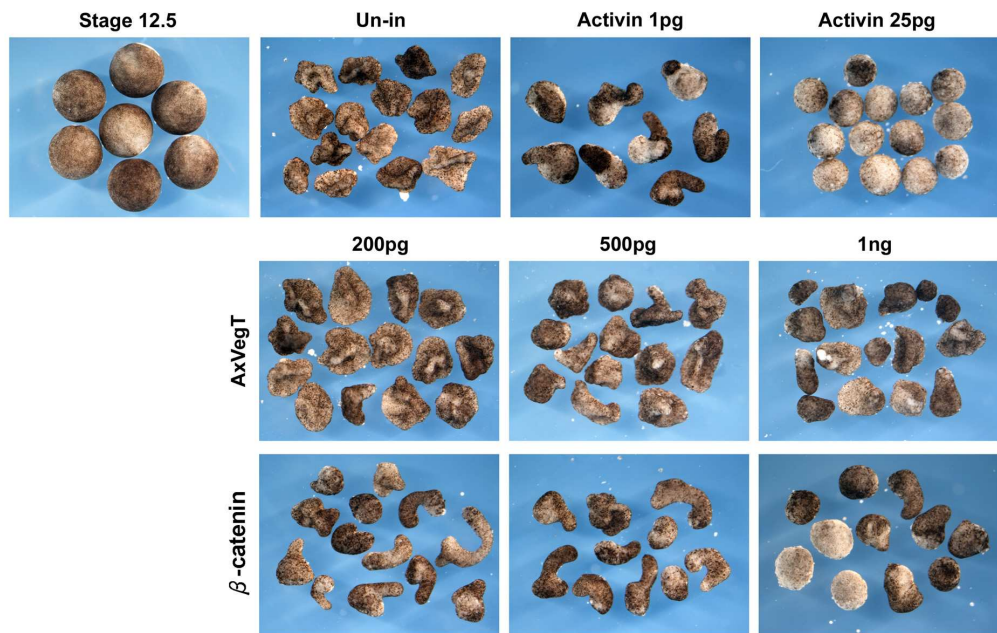 Stage 12.5
Un-in
Activin 1pg
Activin 25pg
200pg
500pg
1ng
AxVegT
β-catenin